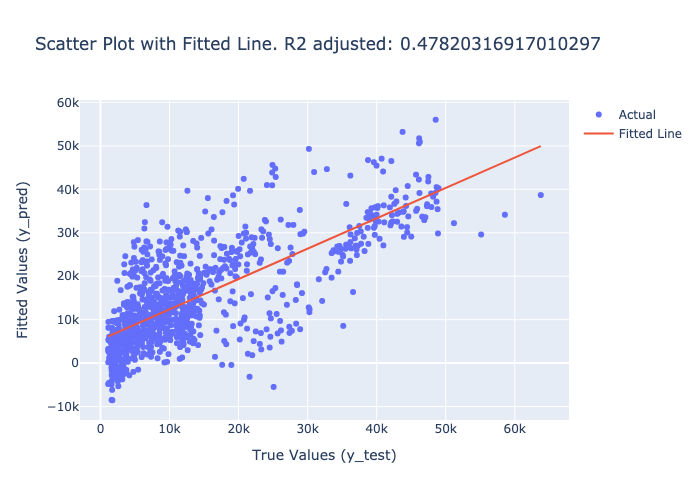 Scatter Plot with Fitted Line. R2 adjusted: 0.47820316917010297
60k
50k
40k
30k
20k
10k
0
−10k
Fitted Values (y_pred)
0
10k
20k
30k
40k
50k
60k
True Values (y_test)
Actual
Fitted Line